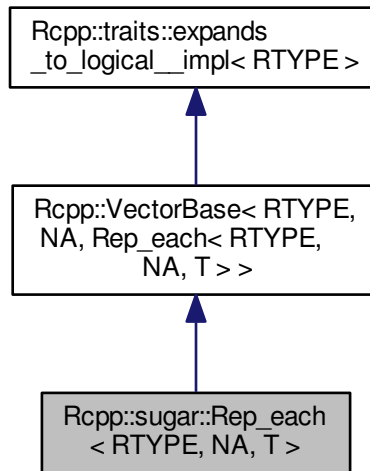 Rcpp::traits::expands
_to_logical__impl< RTYPE >
Rcpp::VectorBase< RTYPE,
NA, Rep_each< RTYPE,
NA, T > >
Rcpp::sugar::Rep_each
< RTYPE, NA, T >